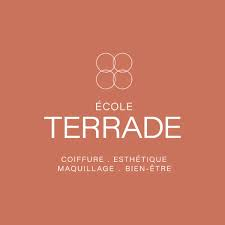 ÉCOLE
TERRADE
COIFFURE . ESTHÉTIQUE
MAQUILLAGE . BIEN-ÊTRE